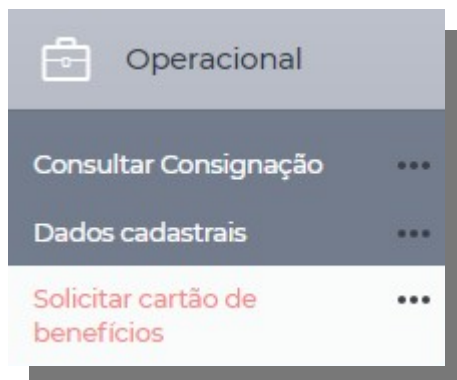 Operacional
Consultar Consignação
Dados cadastrais
Solicitar cartão de
benefícios